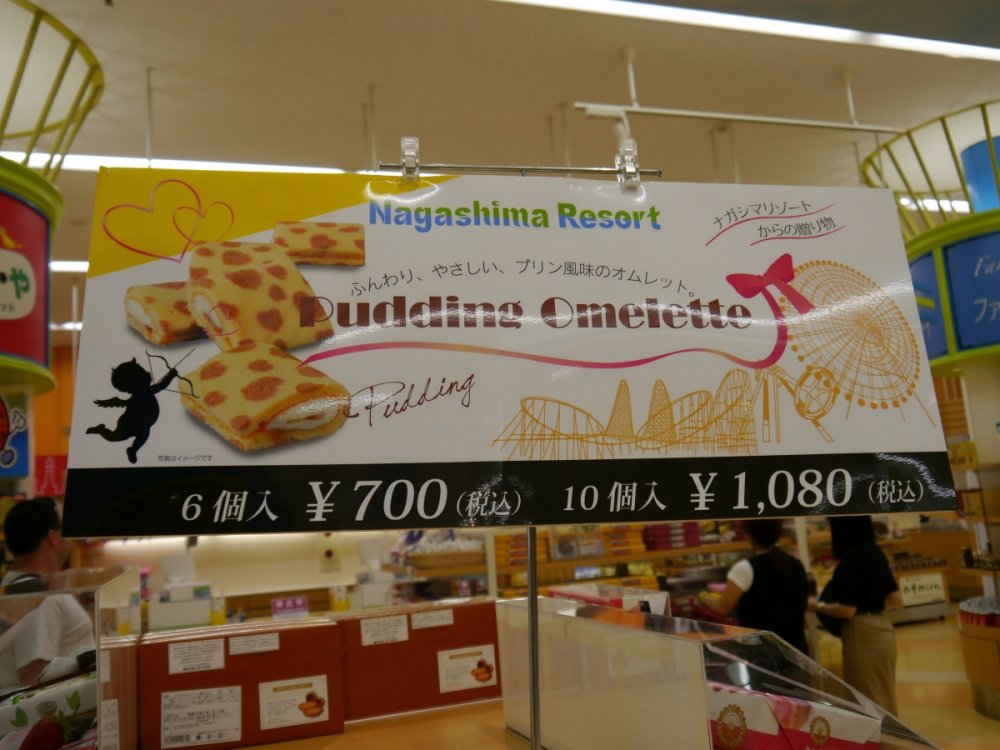 Nagashima Resort
ナガシマリゾート
からの贈り物
ふんわり、やさしい、プリン風味のオムレット。
Pudding Omelette
Pudding
写真はイメージです
6個入 ¥700(税込) 10個入 ¥1,080(税込)
ファ